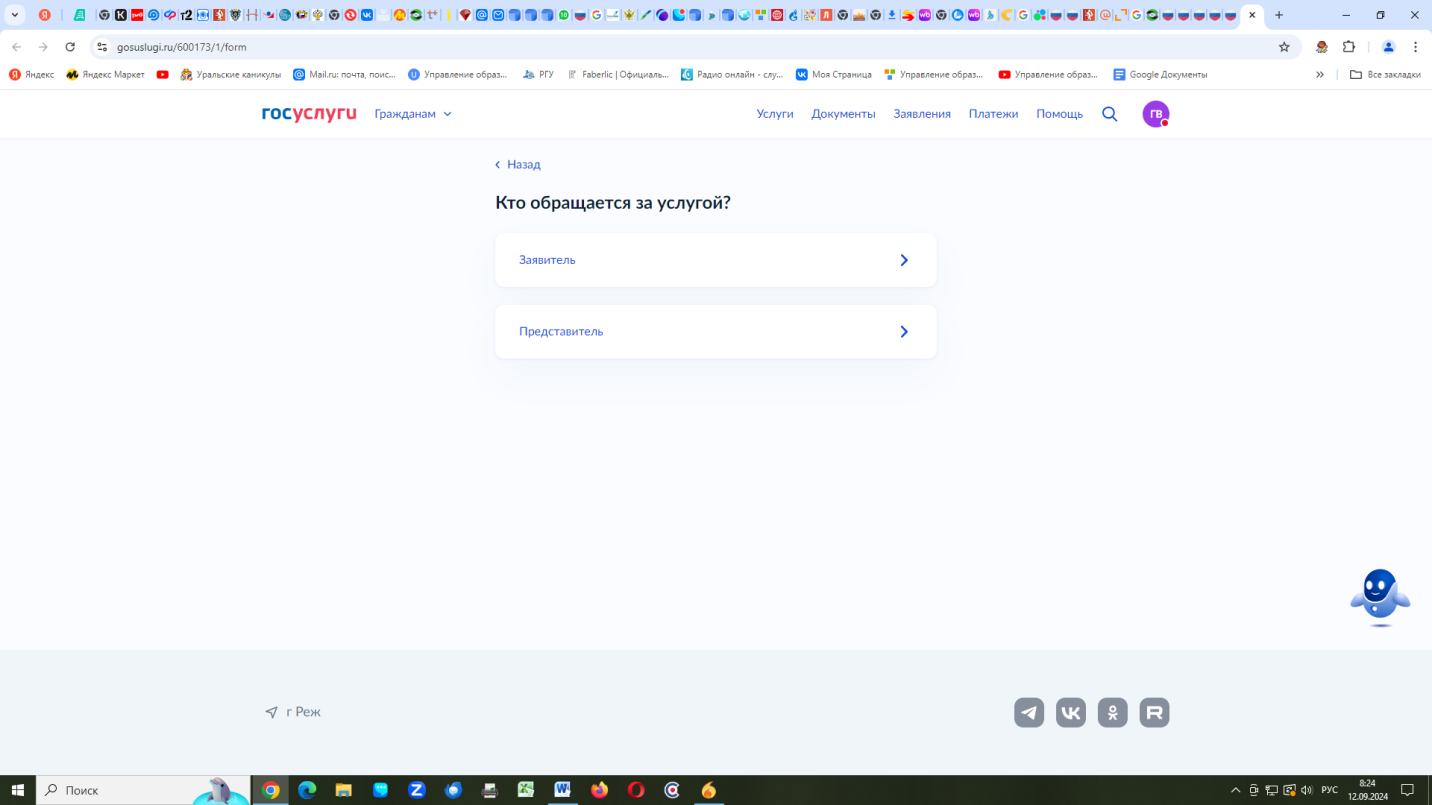 gosuslugi.ru/600173/1/form
Яндекс
Яндекс Маркет
Уральские каникулы
Mail.ru: почта, поис...
Управление образ...
РГУ
Faberlic | Официаль...
Радио онлайн - слу...
Моя Страница
Управление образ...
Управление образ...
Google Документы
Все закладки
госуслуги
Гражданам
Услуги
Документы
Заявления
Платежи
Помощь
ГВ
Назад
Кто обращается за услугой?
Заявитель
Представитель
г Реж
Поиск
РУС
8:24
12.09.2024